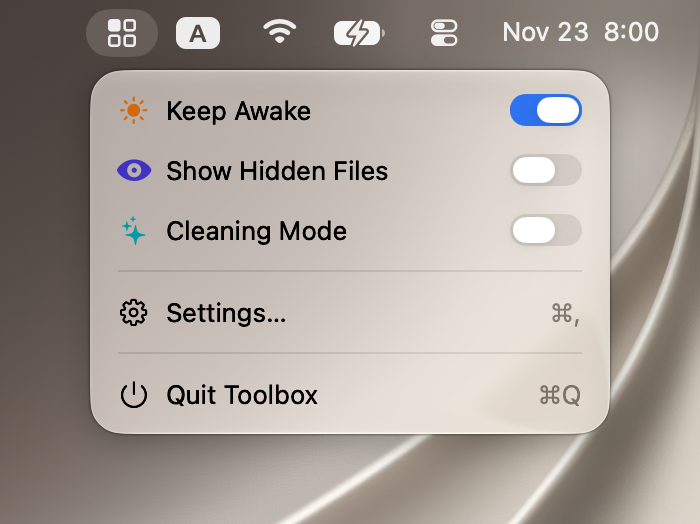 A
Nov 23 8:00
Keep Awake
Show Hidden Files
Cleaning Mode
Settings... ⌘,
Quit Toolbox ⌘Q